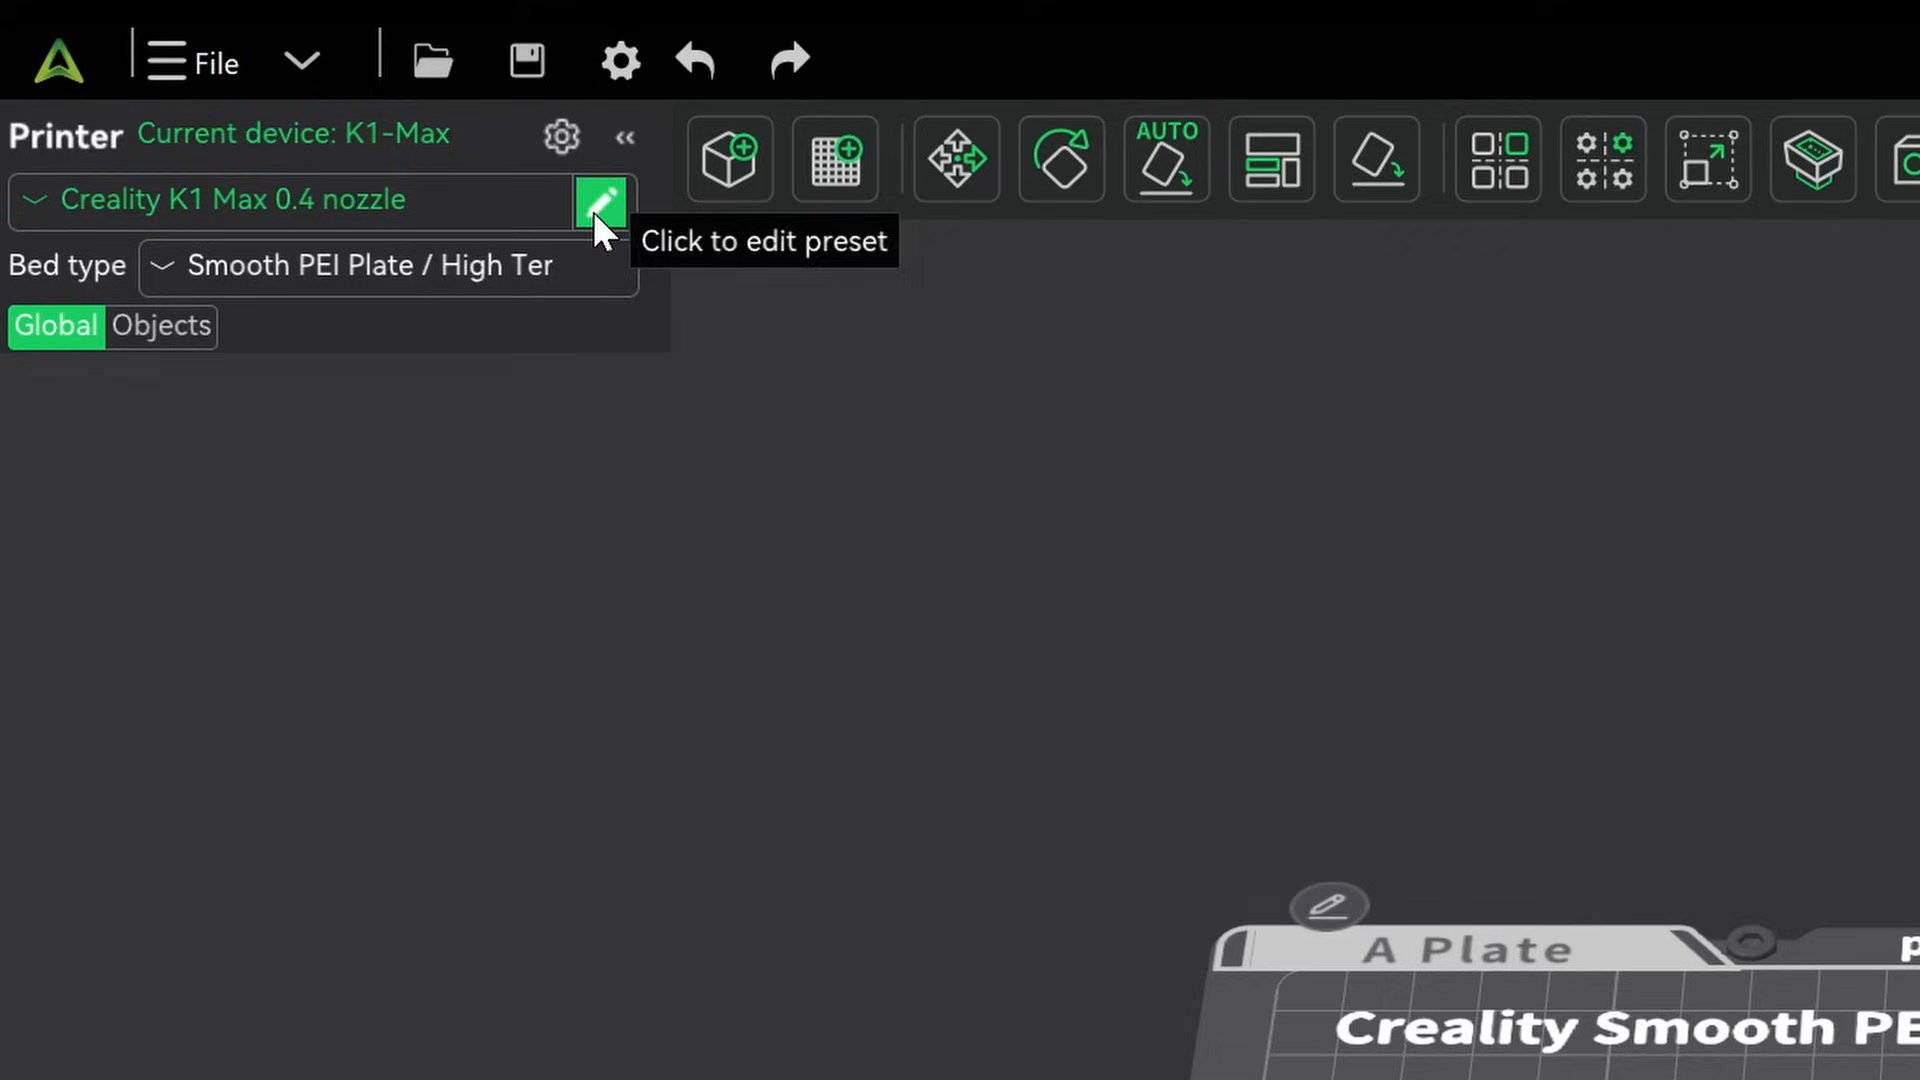 File
Printer Current device: K1-Max
AUTO
Creality K1 Max 0.4 nozzle
Click to edit preset
Bed type Smooth PEI Plate / High Ter
Global Objects
A Plate
Creality Smooth PE